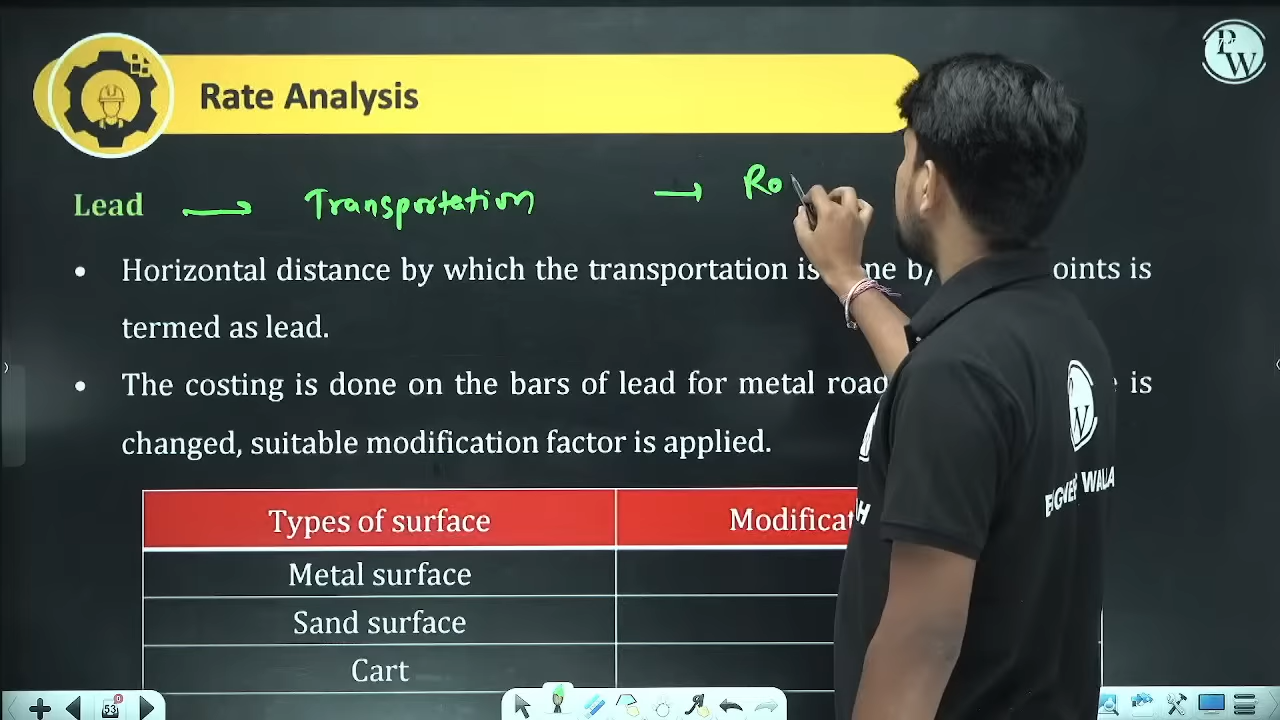 PW
Rate Analysis
Lead → Transportation → Ro
• Horizontal distance by which the transportation is b/ oints is
termed as lead.
• The costing is done on the bars of lead for metal road is
changed, suitable modification factor is applied.
Types of surface Modificat
Metal surface
Sand surface
Cart
53